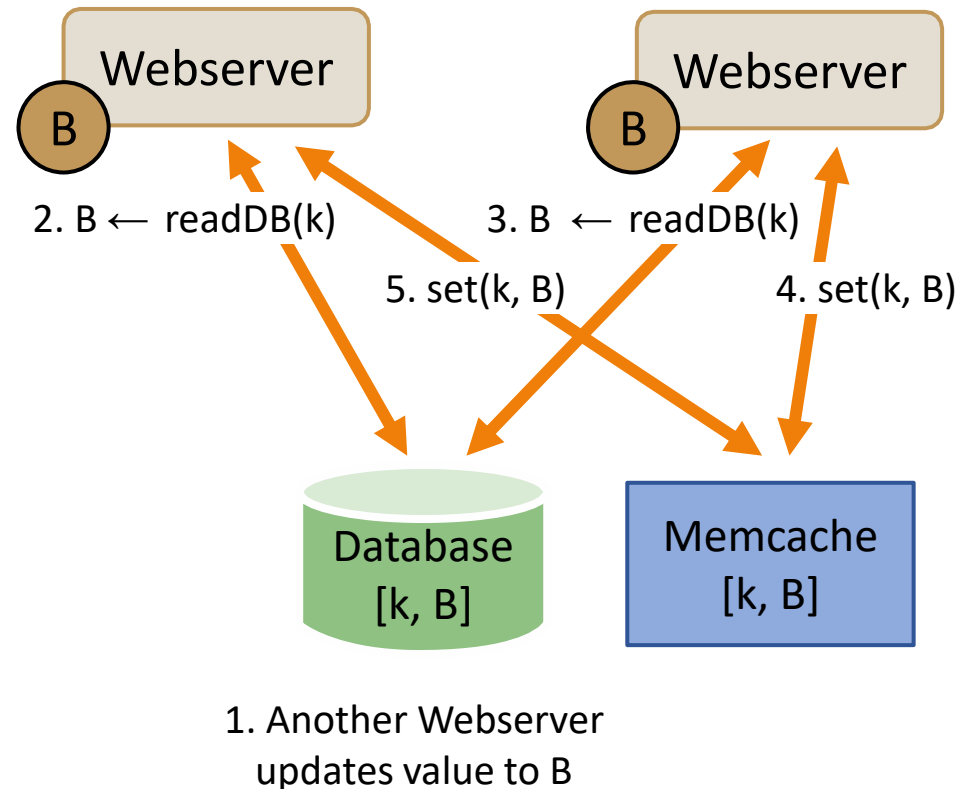 Webserver
Webserver
B
B
2. B ← readDB(k)
3. B ← readDB(k)
5. set(k, B)
4. set(k, B)
Database
[k, B]
Memcache
[k, B]
1. Another Webserver
updates value to B